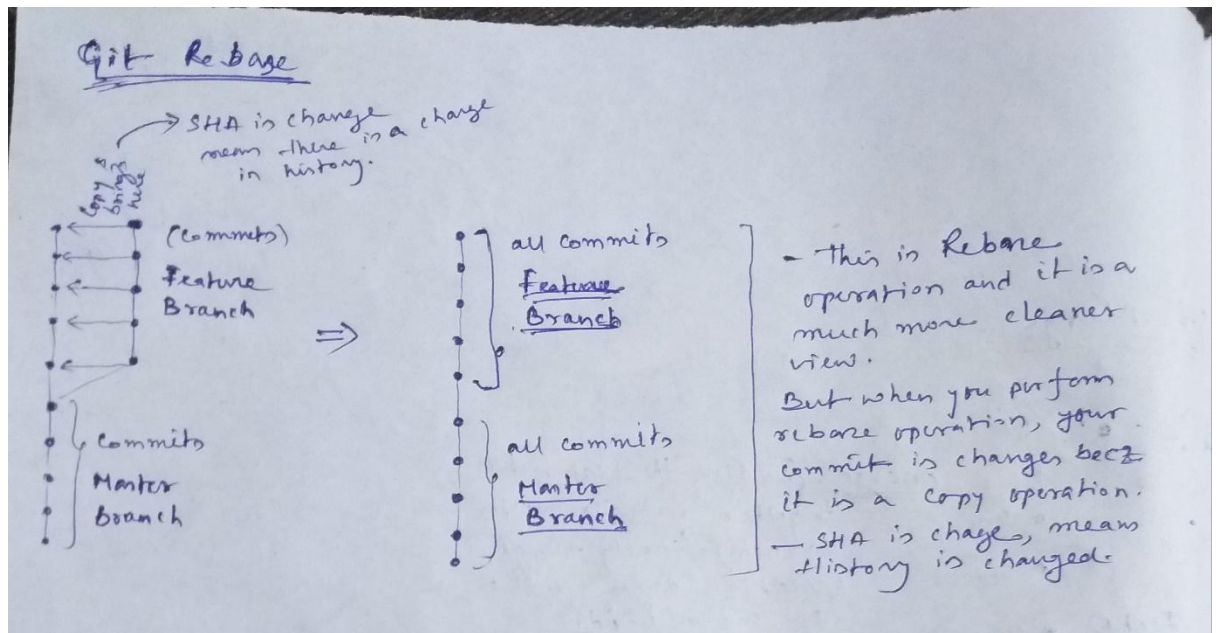 Git Rebase
SHA is change
mean there is a change
in history.
Copy &
brings
here
(Commits)
Feature
Branch
Commits
Master
branch
⇒
all commits
Feature
Branch
all commits
Master
Branch
- This is Rebase
operation and it is a
much more cleaner
view.
But when you perform
rebase operation, your
commit is changes becz
it is a copy operation.
- SHA is chages, means
History is changed.